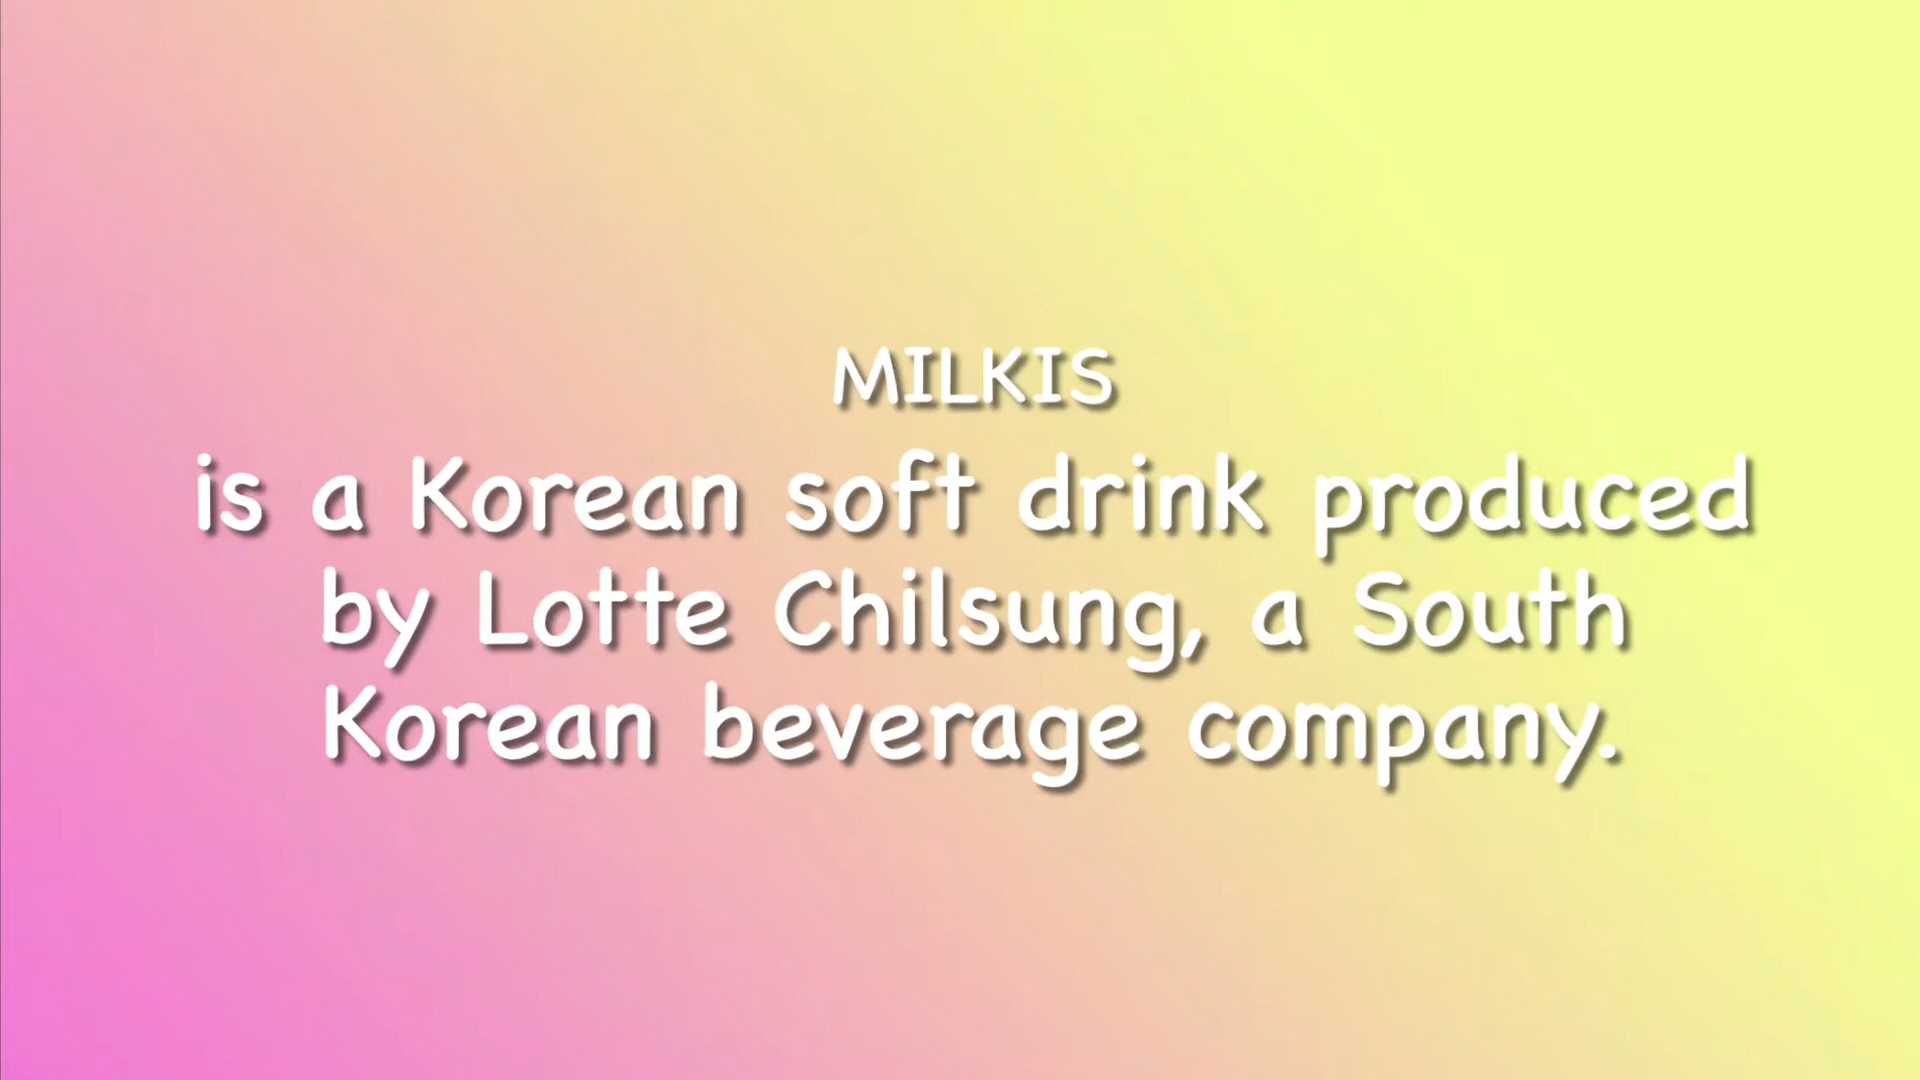 MILKIS
is a Korean soft drink produced
by Lotte Chilsung, a South
Korean beverage company.